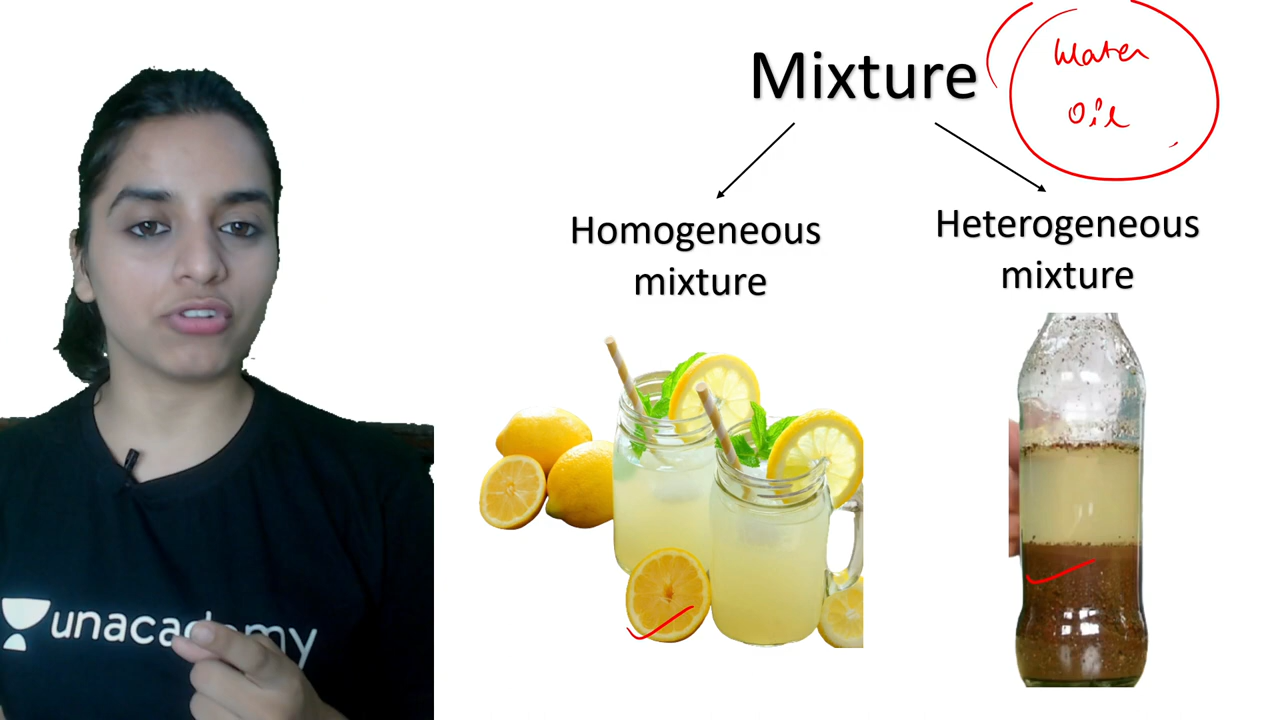 Mixture
Water
Oil
Homogeneous
mixture
Heterogeneous
mixture
unacademy